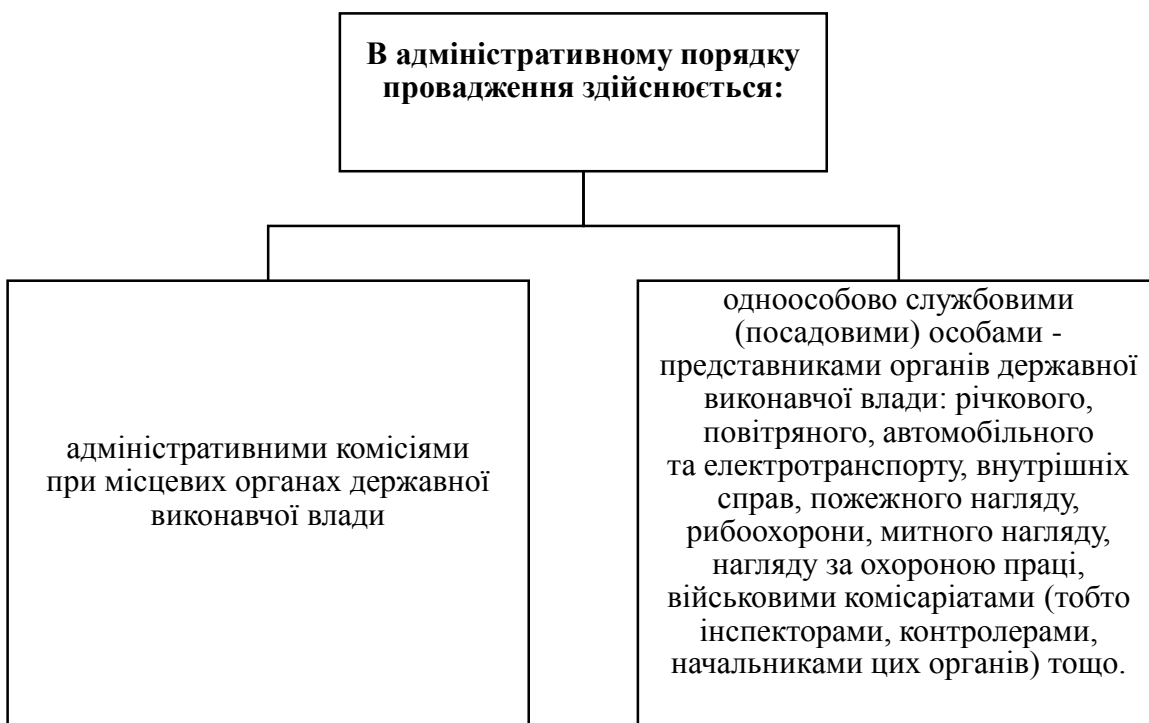 В адміністративному порядку
провадження здійснюється:
адміністративними комісіями
при місцевих органах державної
виконавчої влади
одноособово службовими
(посадовими) особами -
представниками органів державної
виконавчої влади: річкового,
повітряного, автомобільного
та електротранспорту, внутрішніх
справ, пожежного нагляду,
рибоохорони, митного нагляду,
нагляду за охороною праці,
військовими комісаріатами (тобто
інспекторами, контролерами,
начальниками цих органів) тощо.